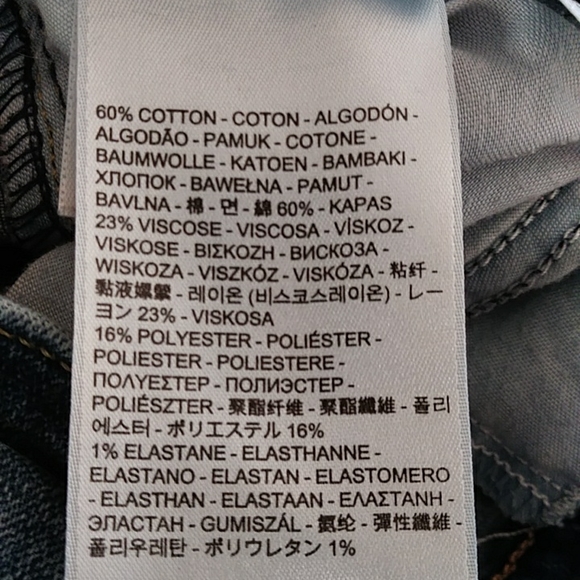 60% COTTON - COTON - ALGODÓN -
ALGODÃO - PAMUK - COTONE -
BAUMWOLLE - KATOEN - BAMBAKI -
ХЛОПОК - BAWEŁNA - PAMUT -
BAVLNA - 棉 - 면 - 綿 60% - KAPAS
23% VISCOSE - VISCOSA - VİSKOZ -
VISKOSE - ΒΙΣΚΟΖΗ - ВИСКОЗА -
WISKOZA - VISZKÓZ - VISKÓZA - 粘纤 -
黏液嫘縈 - 레이온 (비스코스레이온) - レー
ヨン 23% - VISKOSA
16% POLYESTER - POLIÉSTER -
POLIESTER - POLIESTERE -
ΠΟΛΥΕΣΤΕΡ - ПОЛИЭСТЕР -
POLIÉSZTER - 聚酯纤维 - 聚酯纖維 - 폴리
에스터 - ポリエステル 16%
1% ELASTANE - ELASTHANNE -
ELASTANO - ELASTAN - ELASTOMERO
- ELASTHAN - ELASTAAN - ΕΛΑΣΤΑΝΗ -
ЭЛАСТАН - GUMISZÁL - 氨纶 - 彈性纖維 -
폴리우레탄 - ポリウレタン 1%